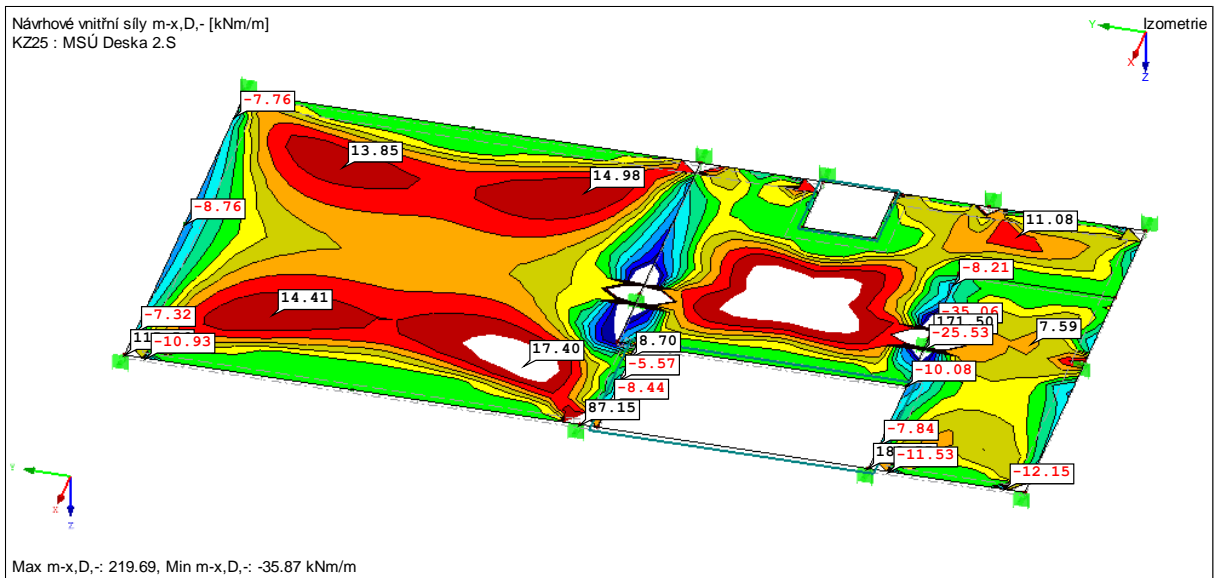 Návrhové vnitřní síly m-x,D,- [kNm/m]
Izometrie
KZ25 : MSÚ Deska 2.S
Y
X
Z
-7.76
13.85
14.98
-8.76
11.08
-8.21
14.41
-7.32
-35.06
171.50
7.59
-25.53
8.70
17.40
-10.93
-5.57
-10.08
-8.44
87.15
-7.84
-11.53
-12.15
Y
X
Z
Max m-x,D,-: 219.69, Min m-x,D,-: -35.87 kNm/m